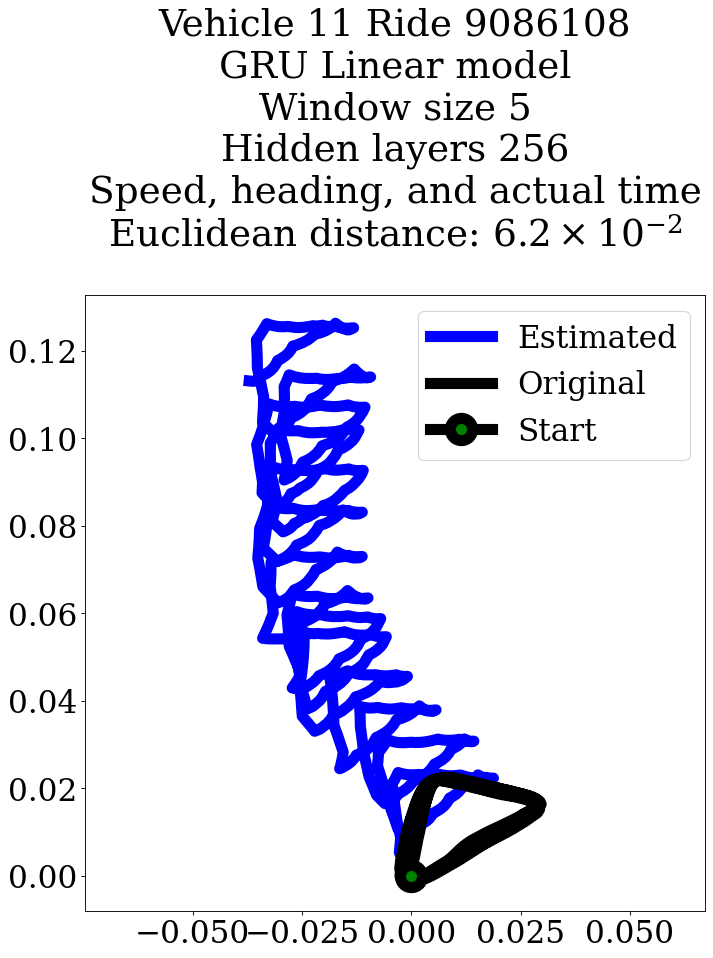 Vehicle 11 Ride 9086108
GRU Linear model
Window size 5
Hidden layers 256
Speed, heading, and actual time
Euclidean distance: 6.2 × 10⁻²
Estimated
Original
Start
0.12
0.10
0.08
0.06
0.04
0.02
0.00
−0.050 −0.025 0.000 0.025 0.050